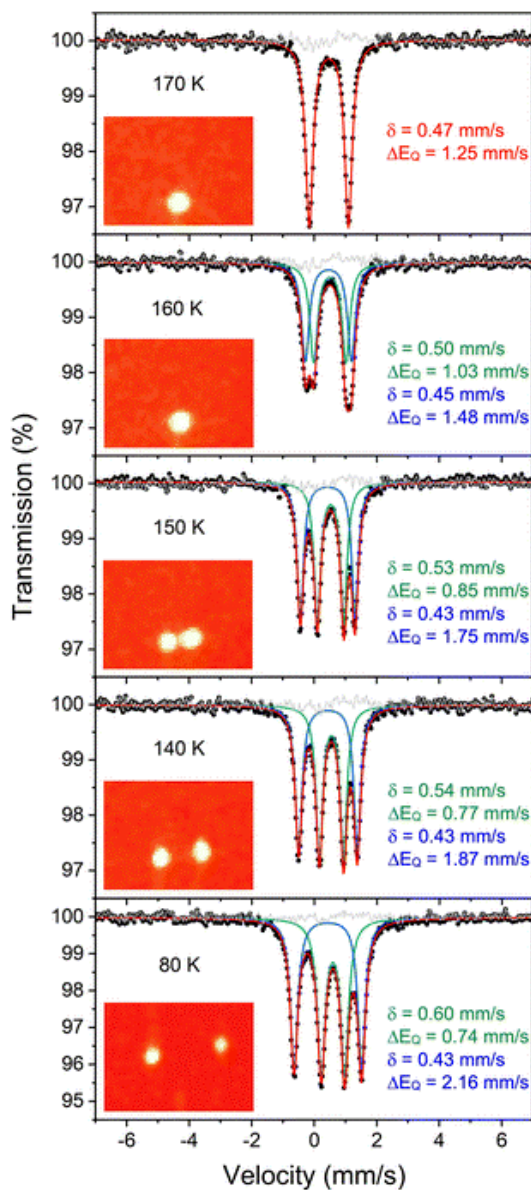 100
99
98
97
170 K
δ = 0.47 mm/s
ΔE_Q = 1.25 mm/s
100
99
98
97
160 K
δ = 0.50 mm/s
ΔE_Q = 1.03 mm/s
δ = 0.45 mm/s
ΔE_Q = 1.48 mm/s
100
99
98
97
150 K
δ = 0.53 mm/s
ΔE_Q = 0.85 mm/s
δ = 0.43 mm/s
ΔE_Q = 1.75 mm/s
Transmission (%)
100
99
98
97
140 K
δ = 0.54 mm/s
ΔE_Q = 0.77 mm/s
δ = 0.43 mm/s
ΔE_Q = 1.87 mm/s
100
99
98
97
96
95
80 K
δ = 0.60 mm/s
ΔE_Q = 0.74 mm/s
δ = 0.43 mm/s
ΔE_Q = 2.16 mm/s
-6 -4 -2 0 2 4 6
Velocity (mm/s)